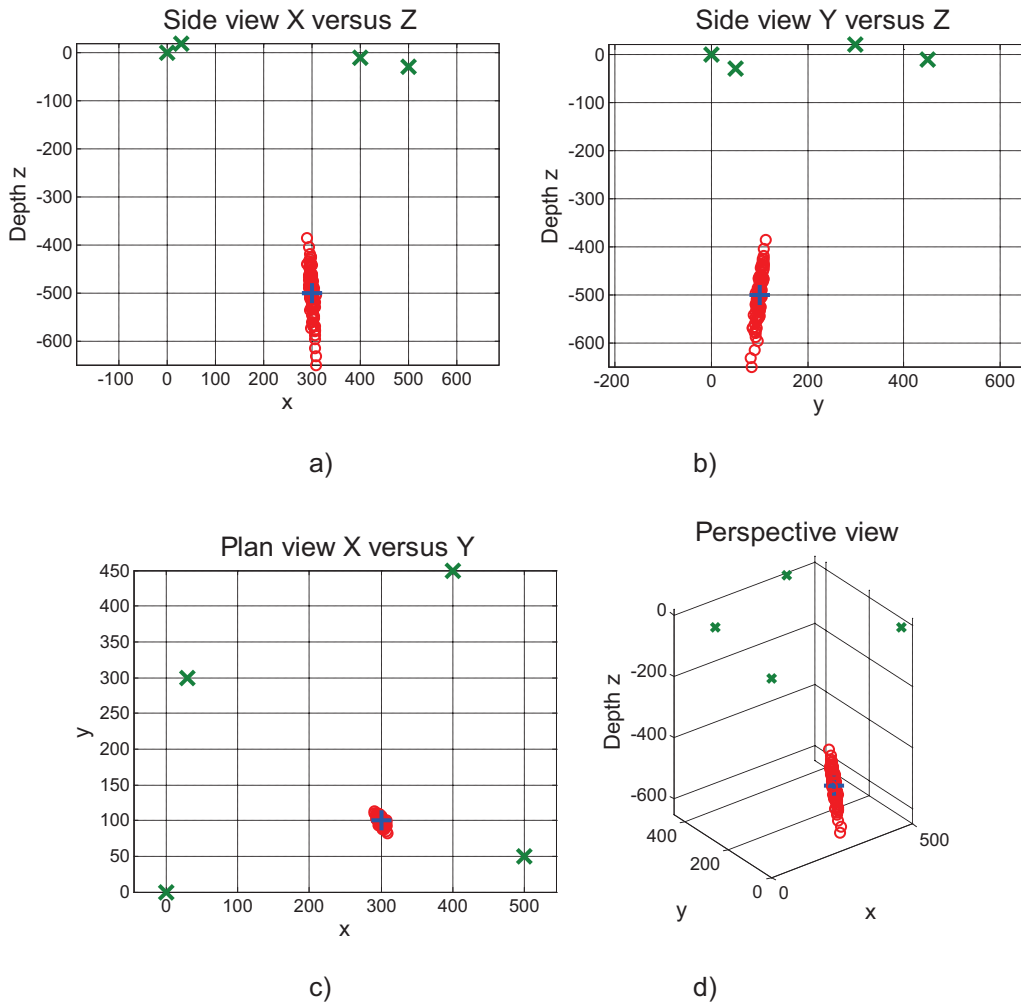 Side view X versus Z
0
-100
-200
-300
-400
-500
-600
Depth z
-100 0 100 200 300 400 500 600
x
a)
Side view Y versus Z
0
-100
-200
-300
-400
-500
-600
Depth z
-200 0 200 400 600
y
b)
Plan view X versus Y
450
400
350
300
250
200
150
100
50
0
y
0 100 200 300 400 500
x
c)
Perspective view
0
-200
-400
-600
Depth z
400
200
0
0
500
y
x
d)